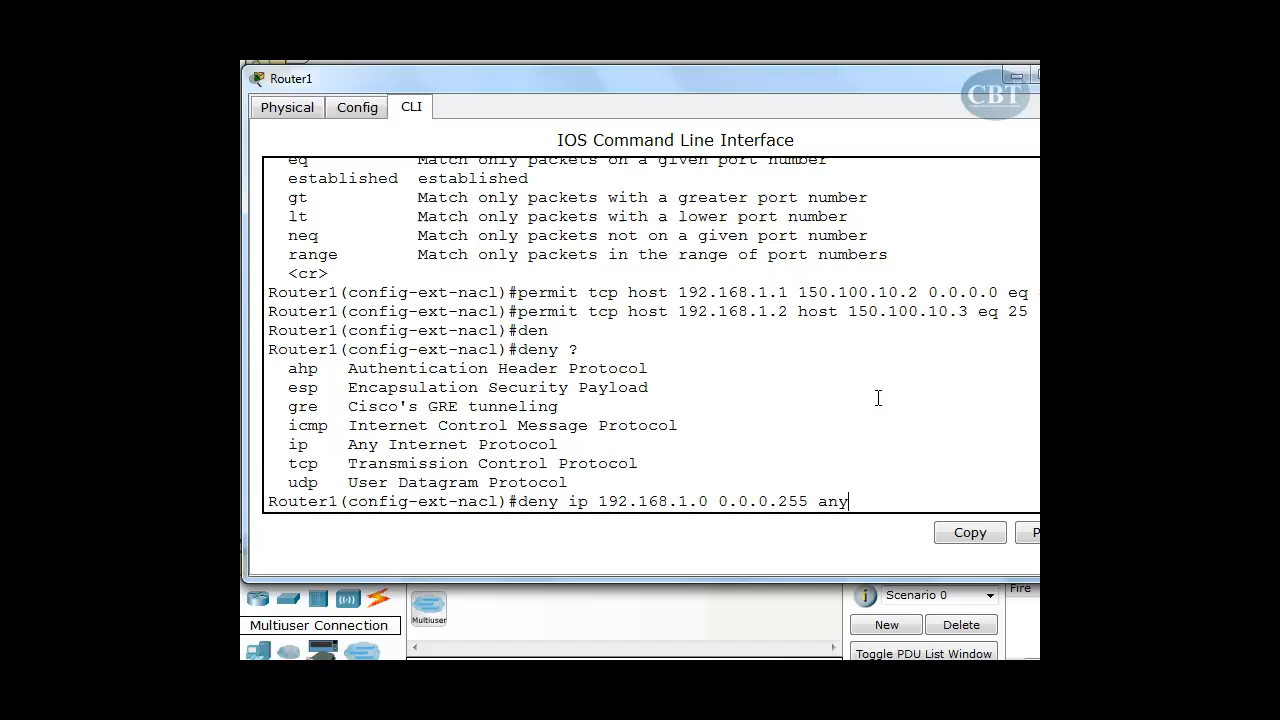 Router1
CBT
Physical Config CLI
IOS Command Line Interface
eq Match only packets on a given port number
established established
gt Match only packets with a greater port number
lt Match only packets with a lower port number
neq Match only packets not on a given port number
range Match only packets in the range of port numbers
<cr>
Router1(config-ext-nacl)#permit tcp host 192.168.1.1 150.100.10.2 0.0.0.0 eq
Router1(config-ext-nacl)#permit tcp host 192.168.1.2 host 150.100.10.3 eq 25
Router1(config-ext-nacl)#den
Router1(config-ext-nacl)#deny ?
ahp Authentication Header Protocol
esp Encapsulation Security Payload
gre Cisco's GRE tunneling
icmp Internet Control Message Protocol
ip Any Internet Protocol
tcp Transmission Control Protocol
udp User Datagram Protocol
Router1(config-ext-nacl)#deny ip 192.168.1.0 0.0.0.255 any
Copy P
Scenario 0 Fire
Multiuser
Multiuser Connection
New Delete
Toggle PDU List Window